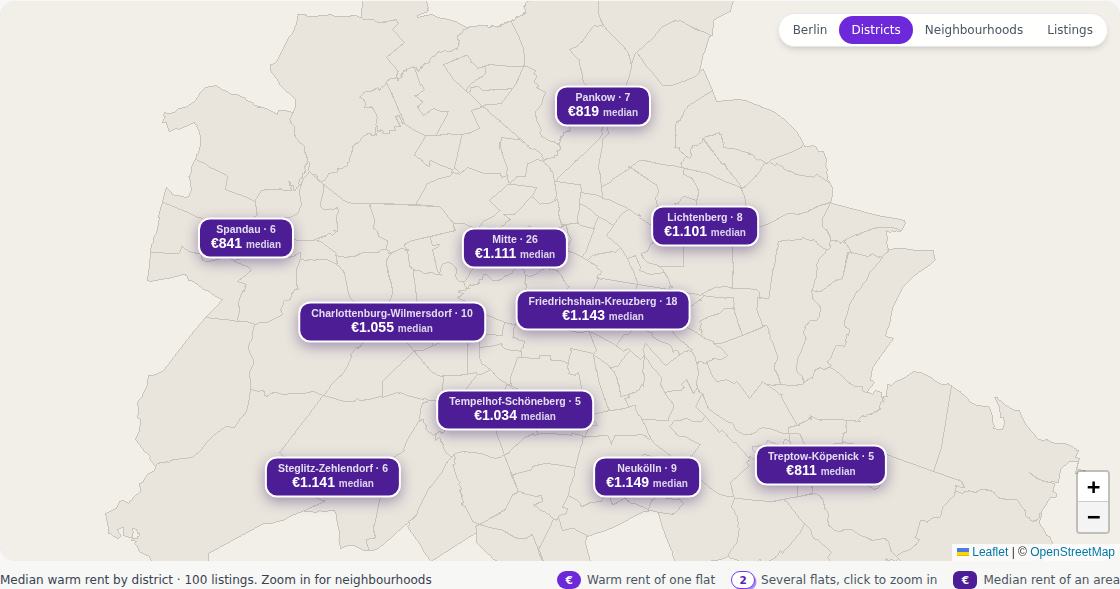 Berlin
Districts
Neighbourhoods
Listings
Pankow · 7
€819 median
Lichtenberg · 8
€1.101 median
Spandau · 6
€841 median
Mitte · 26
€1.111 median
Friedrichshain-Kreuzberg · 18
€1.143 median
Charlottenburg-Wilmersdorf · 10
€1.055 median
Tempelhof-Schöneberg · 5
€1.034 median
Treptow-Köpenick · 5
€811 median
Steglitz-Zehlendorf · 6
€1.141 median
Neukölln · 9
€1.149 median
+
−
Leaflet | © OpenStreetMap
Median warm rent by district · 100 listings. Zoom in for neighbourhoods
€ Warm rent of one flat
2 Several flats, click to zoom in
€ Median rent of an area